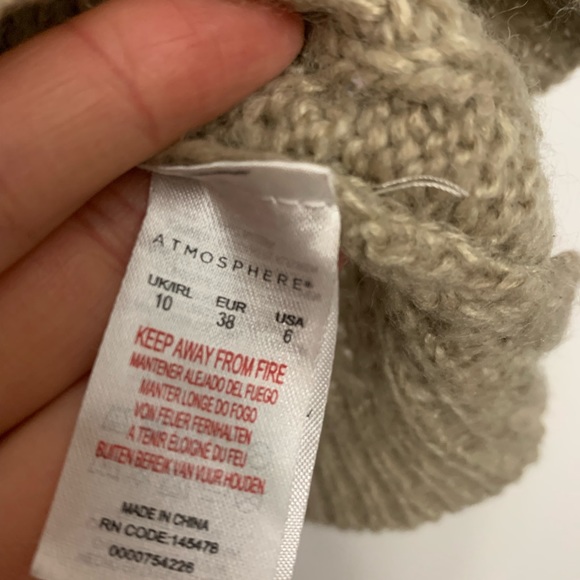 ATMOSPHERE®
UK/IRL EUR USA
10 38 6
KEEP AWAY FROM FIRE
MANTENER ALEJADO DEL FUEGO
MANTER LONGE DO FOGO
VON FEUER FERNHALTEN
A TENIR ÉLOIGNÉ DU FEU
BUITEN BEREIK VAN VUUR HOUDEN
MADE IN CHINA
RN CODE:145478
0000754226